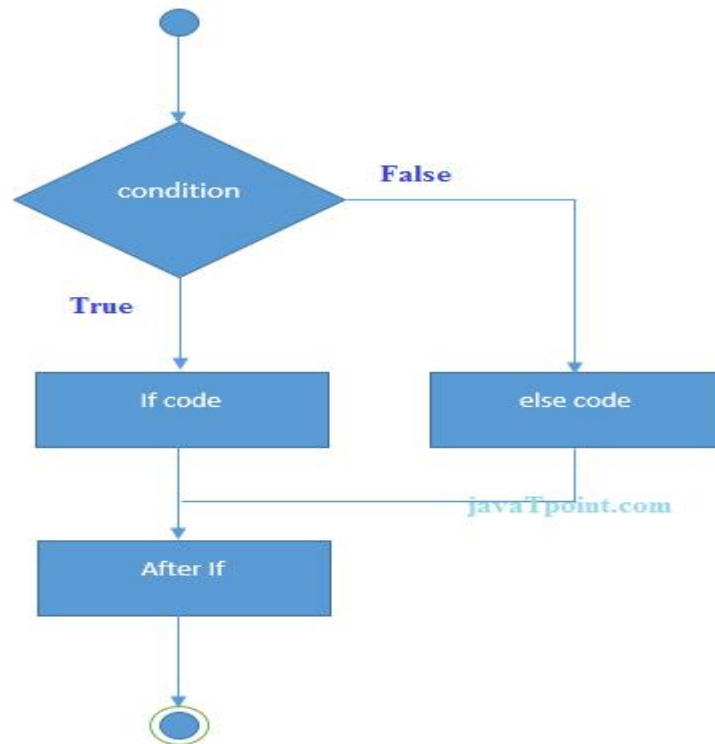 condition
False
True
If code
else code
javaTpoint.com
After If